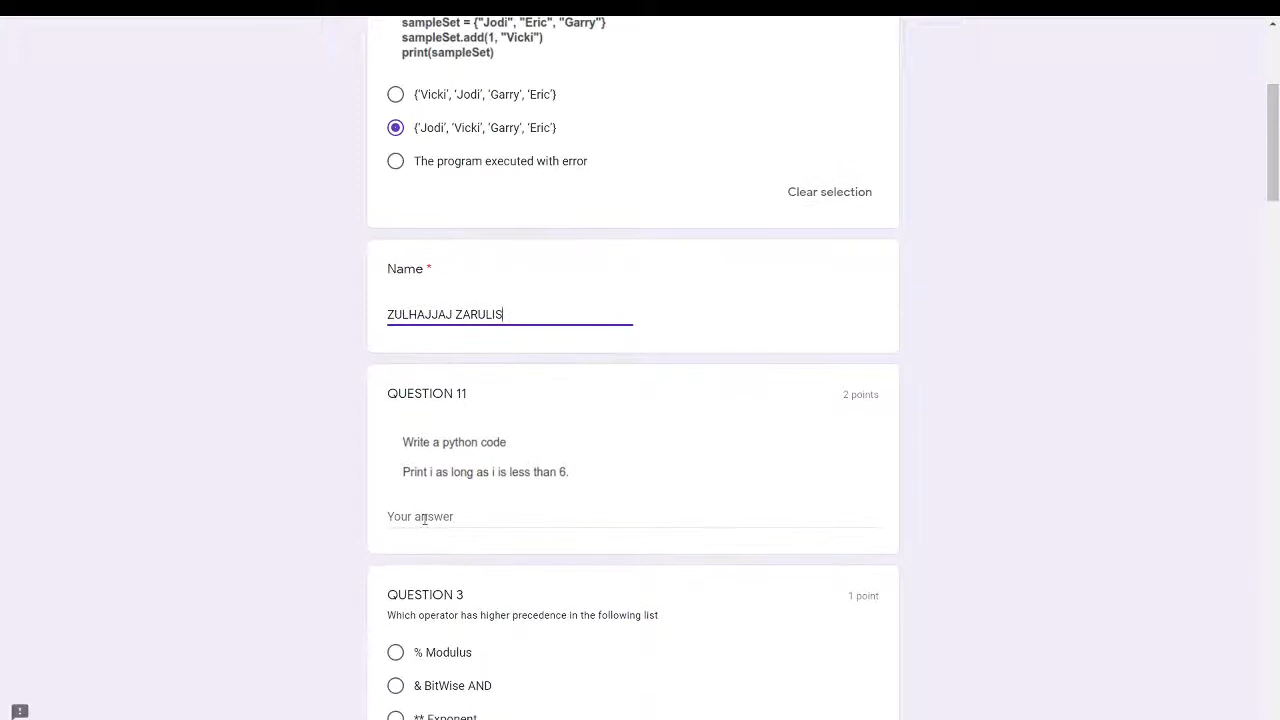 sampleSet = {"Jodi", "Eric", "Garry"}
sampleSet.add(1, "Vicki")
print(sampleSet)
{‘Vicki’, ‘Jodi’, ‘Garry’, ‘Eric’}
{‘Jodi’, ‘Vicki’, ‘Garry’, ‘Eric’}
The program executed with error
Clear selection
Name *
ZULHAJJAJ ZARULIS
QUESTION 11
2 points
Write a python code
Print i as long as i is less than 6.
Your answer
QUESTION 3
1 point
Which operator has higher precedence in the following list
% Modulus
& BitWise AND
** Exponent